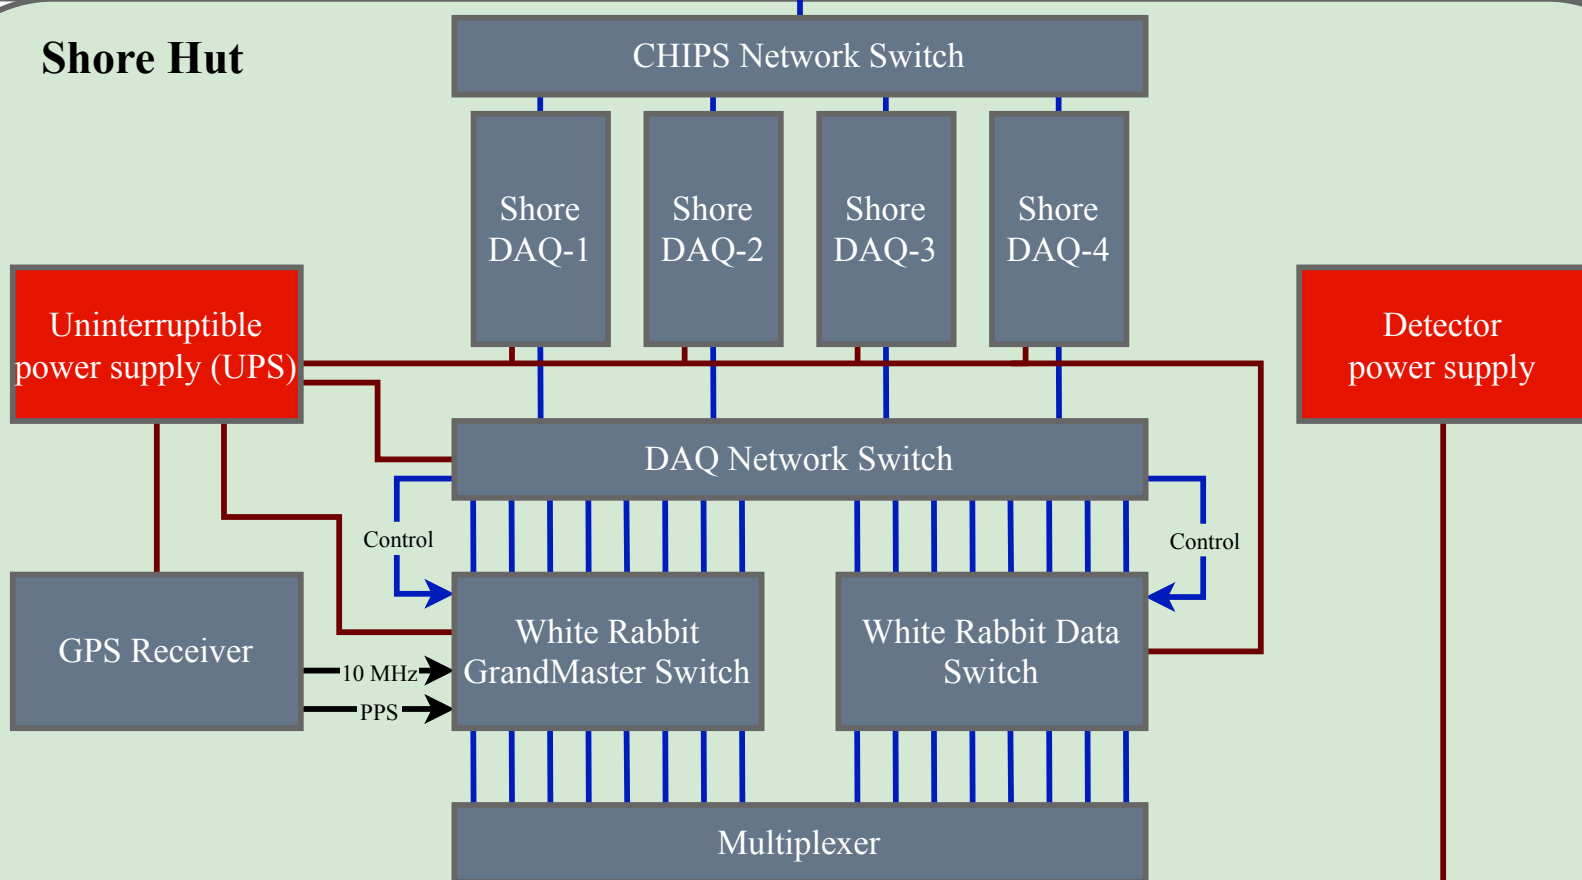 Shore Hut
CHIPS Network Switch
Shore
DAQ-1
Shore
DAQ-2
Shore
DAQ-3
Shore
DAQ-4
Uninterruptible
power supply (UPS)
Detector
power supply
DAQ Network Switch
Control
Control
GPS Receiver
10 MHz
PPS
White Rabbit
GrandMaster Switch
White Rabbit Data
Switch
Multiplexer